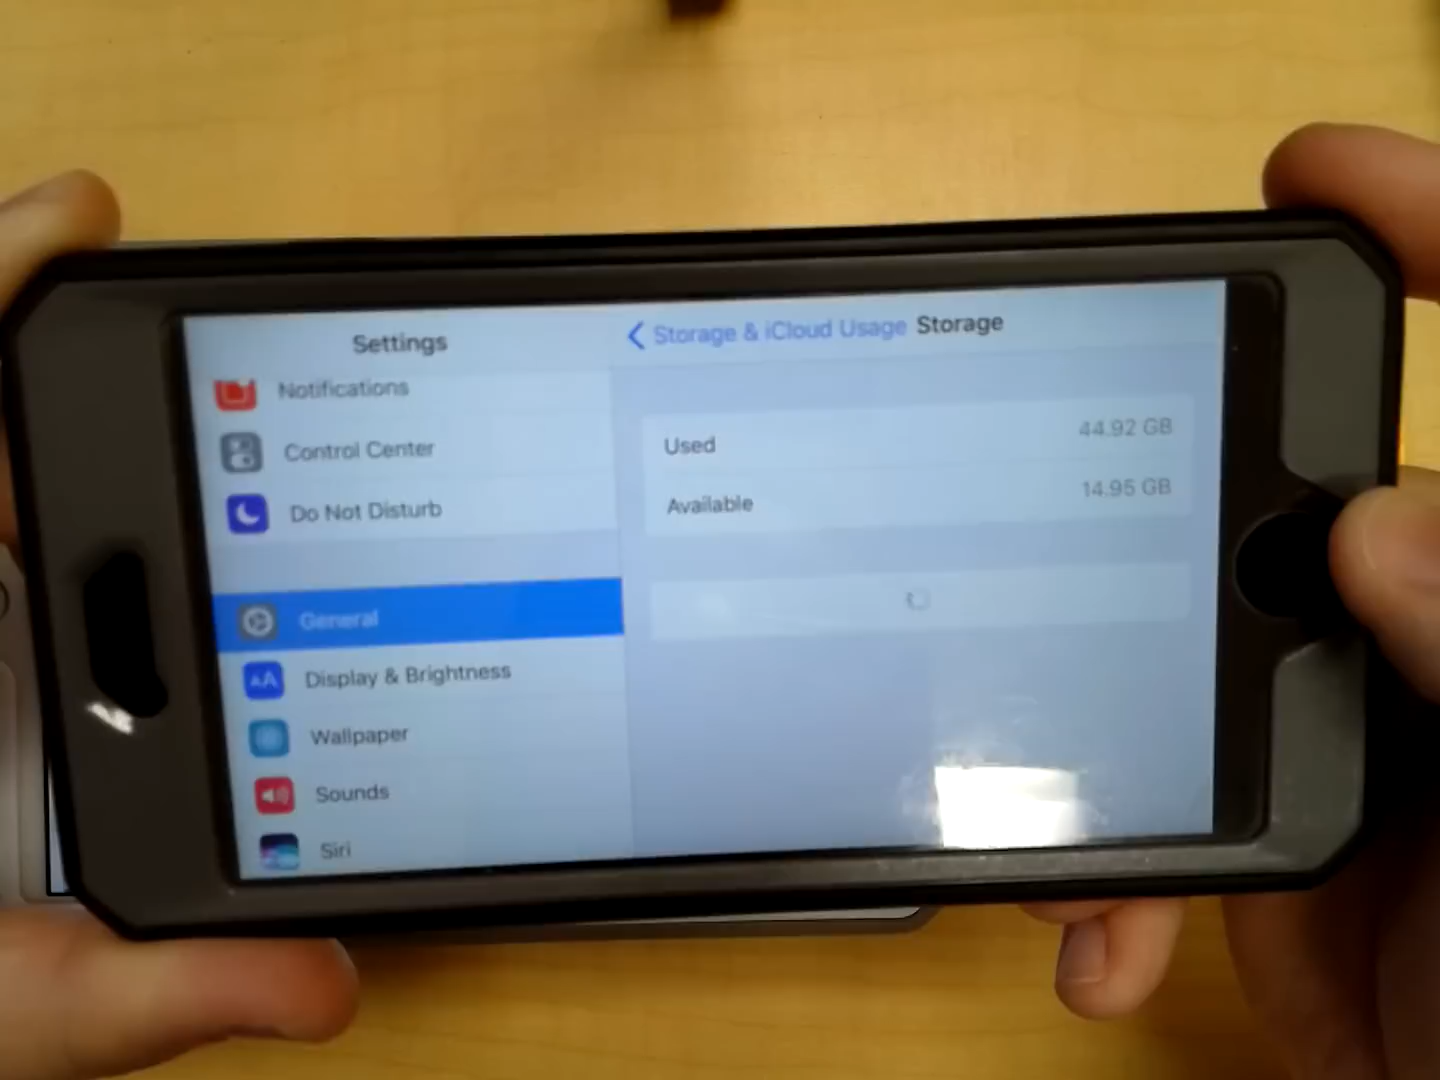 Settings
Notifications
Control Center
Do Not Disturb
General
AA Display & Brightness
Wallpaper
Sounds
Siri
Storage & iCloud Usage Storage
Used 44.92 GB
Available 14.95 GB